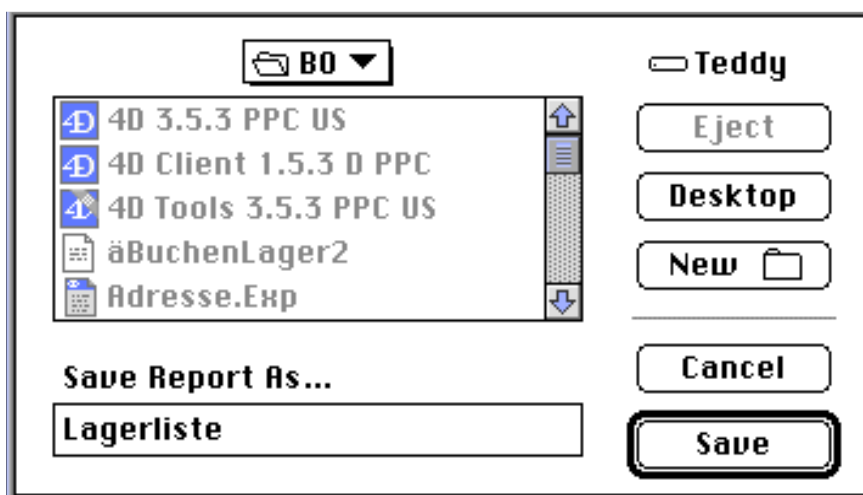 BO
Teddy
4D 3.5.3 PPC US
4D Client 1.5.3 D PPC
4D Tools 3.5.3 PPC US
äBuchenLager2
Adresse.Exp
Eject
Desktop
New
Save Report As...
Lagerliste
Cancel
Save